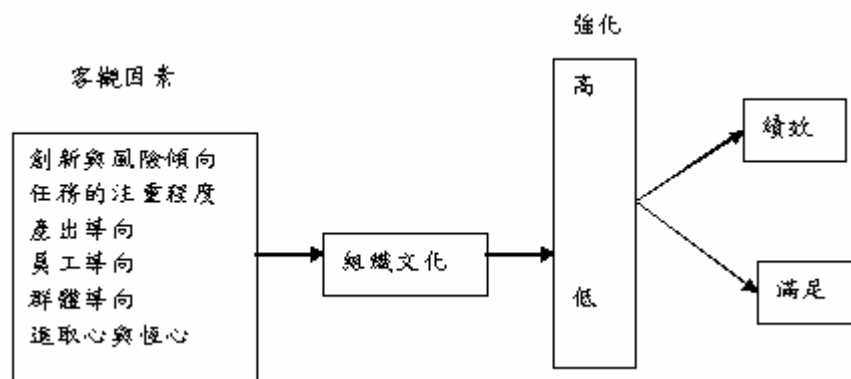 強化
客觀因素
高
績效
創新與風險傾向
任務的注重程度
產出導向
員工導向
組織文化
群體導向
低
滿足
進取心與恆心